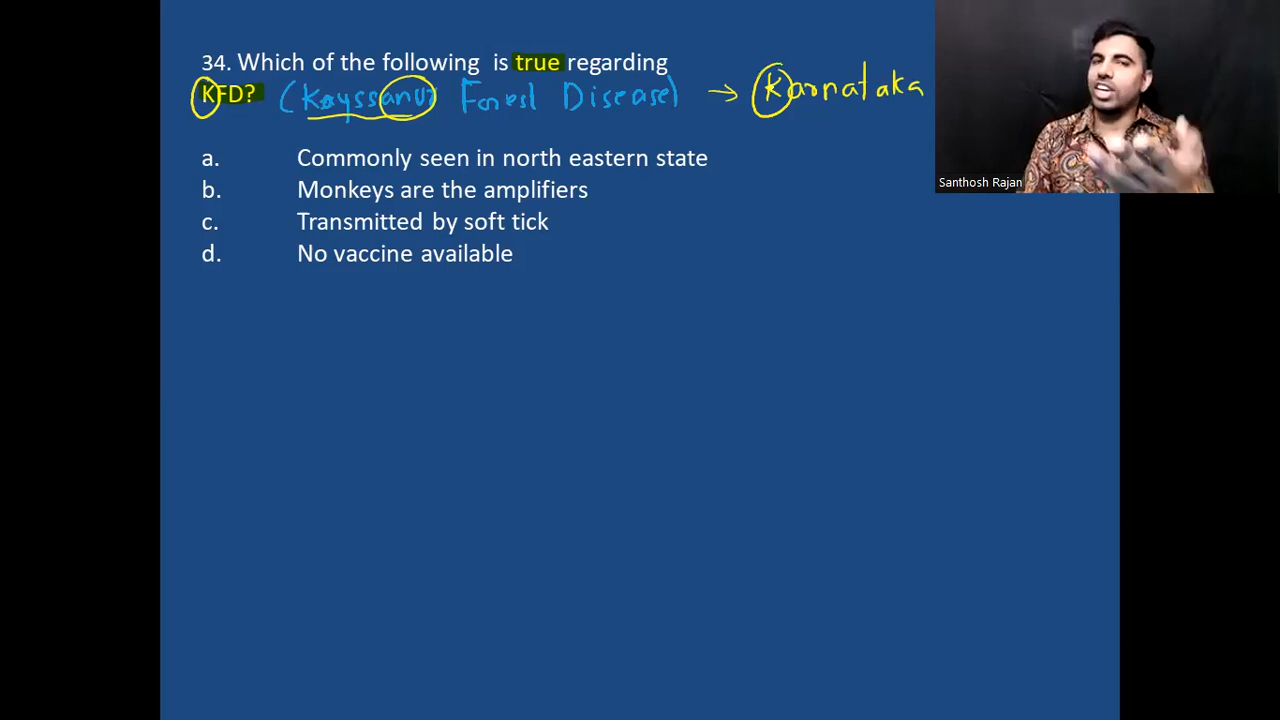 34. Which of the following is true regarding
KFD? (Kayssanur Forest Disease) → Karnataka
a. Commonly seen in north eastern state
b. Monkeys are the amplifiers
c. Transmitted by soft tick
d. No vaccine available
Santhosh Rajan